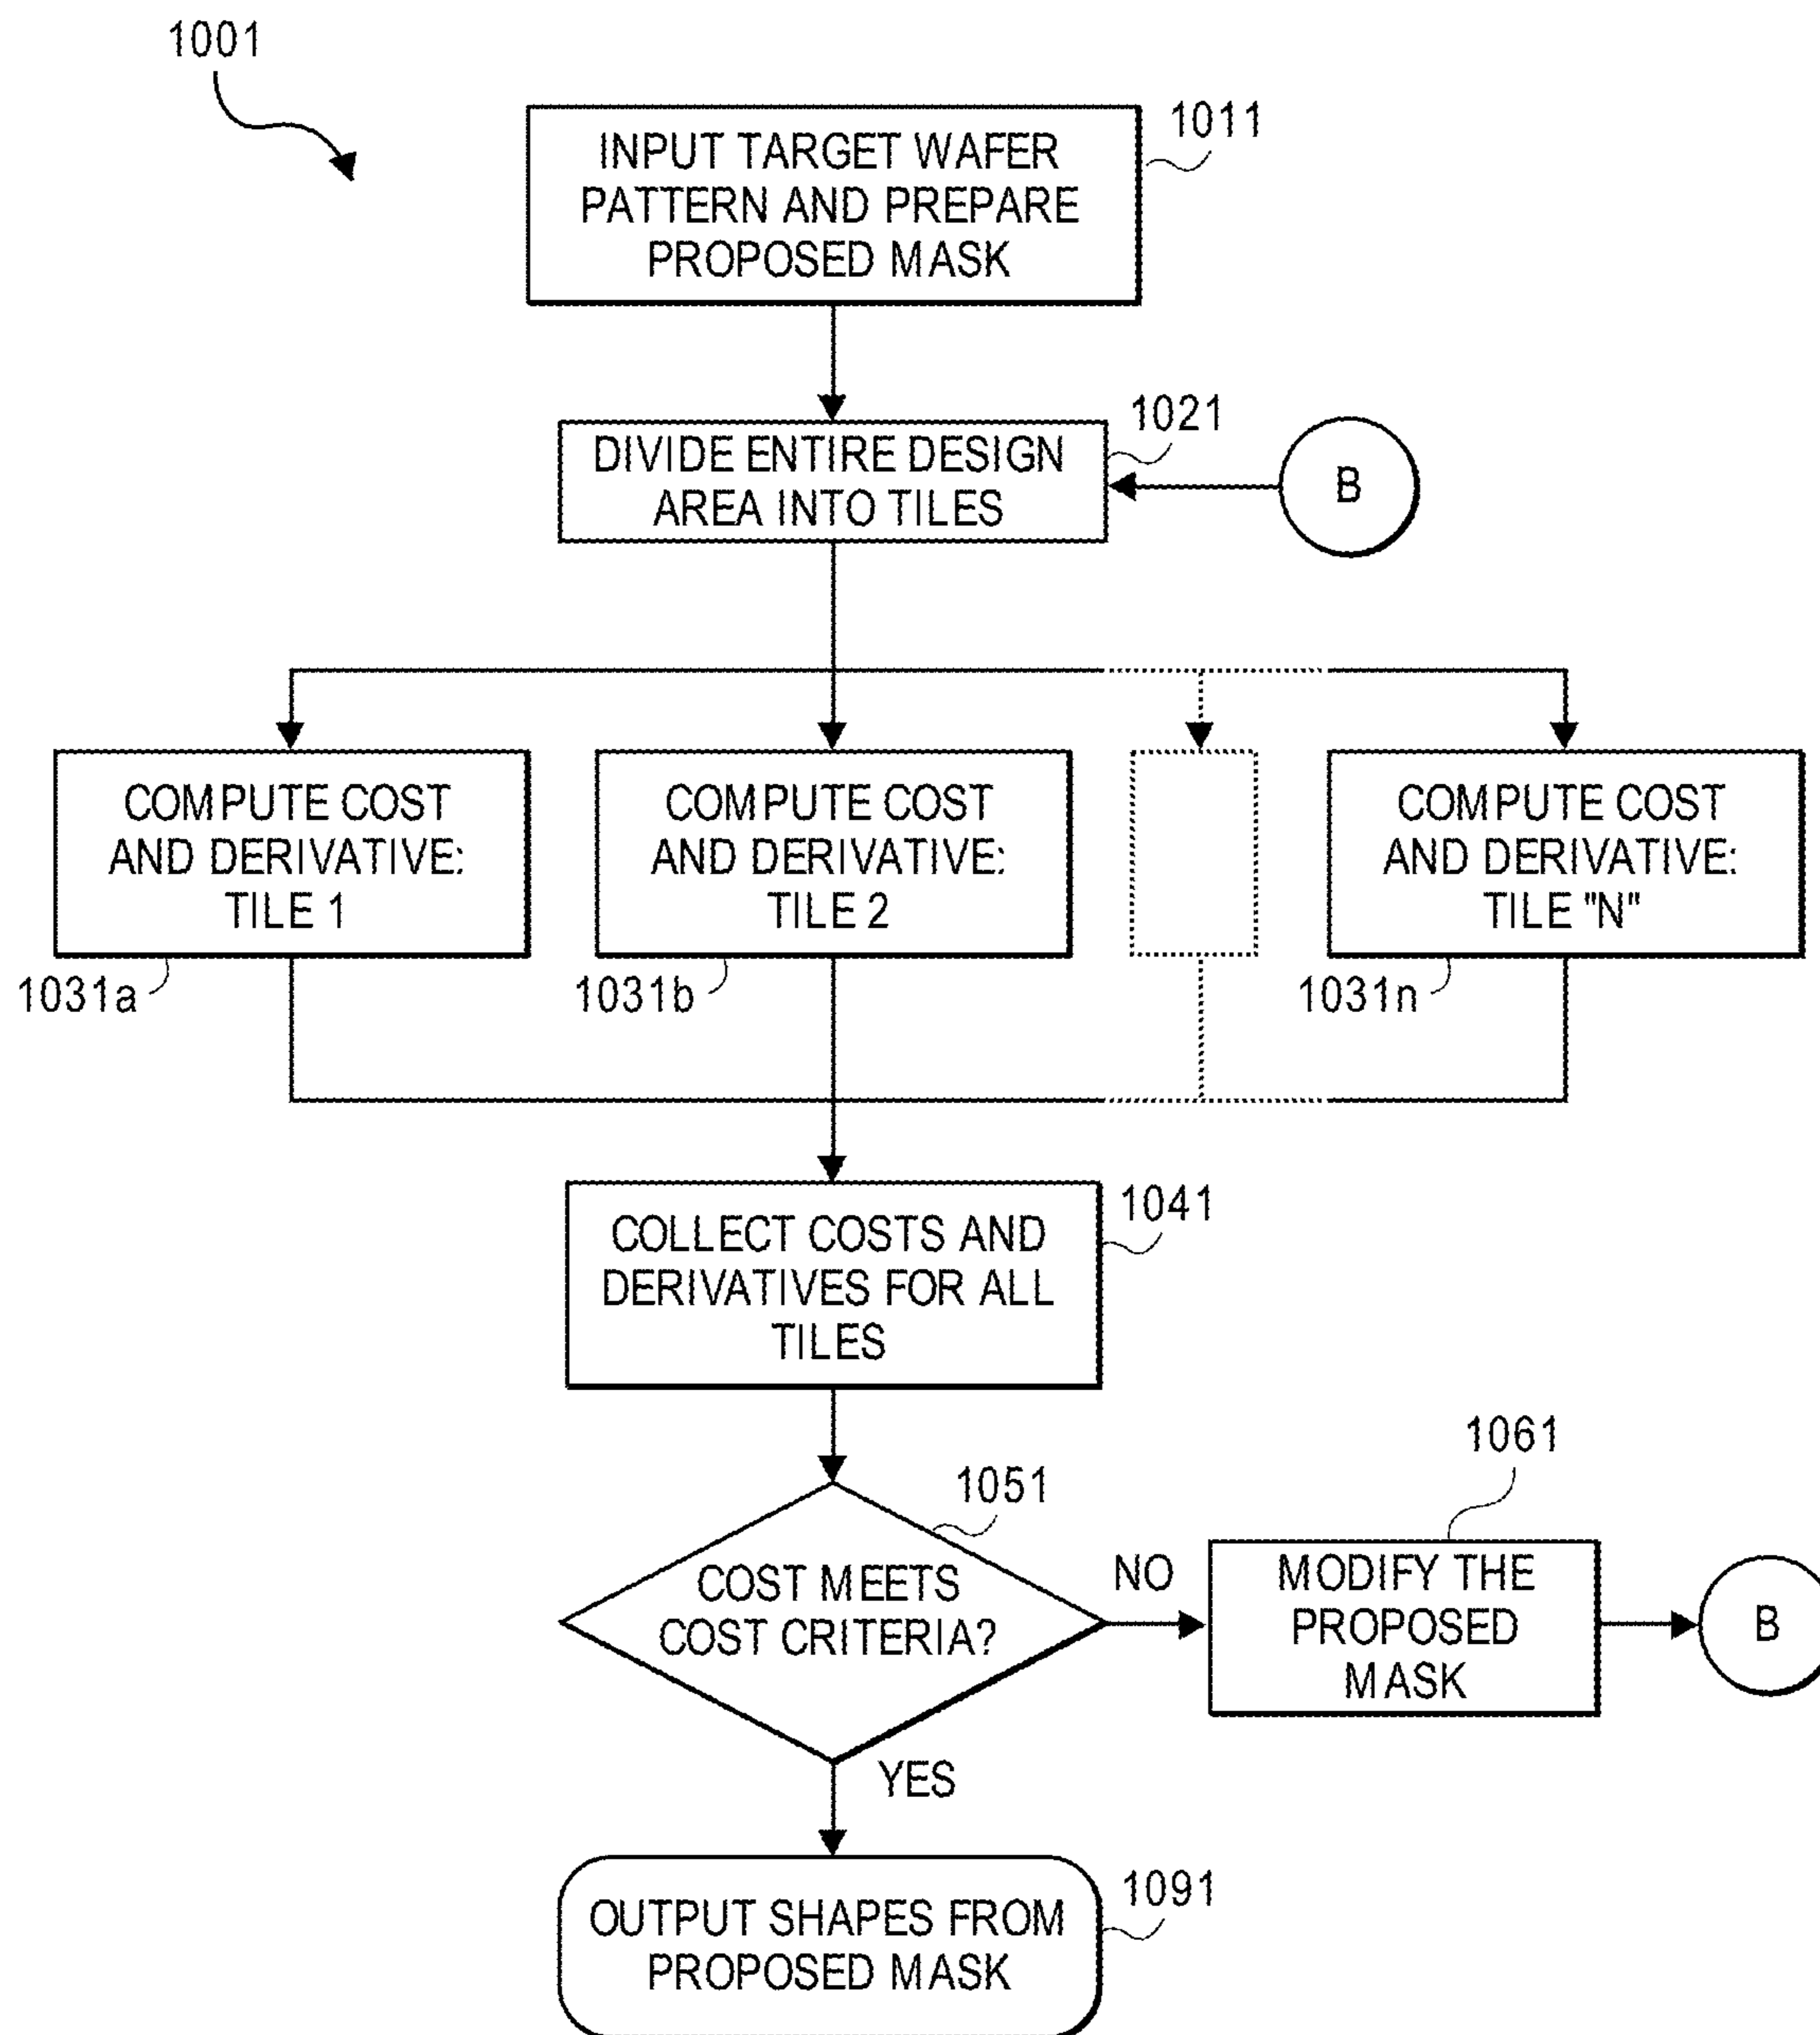 1001
INPUT TARGET WAFER
PATTERN AND PREPARE
PROPOSED MASK
1011
DIVIDE ENTIRE DESIGN
AREA INTO TILES
1021
B
COMPUTE COST
AND DERIVATIVE:
TILE 1
1031a
COMPUTE COST
AND DERIVATIVE:
TILE 2
1031b
COMPUTE COST
AND DERIVATIVE:
TILE "N"
1031n
COLLECT COSTS AND
DERIVATIVES FOR ALL
TILES
1041
COST MEETS
COST CRITERIA?
1051
NO
MODIFY THE
PROPOSED
MASK
1061
B
YES
OUTPUT SHAPES FROM
PROPOSED MASK
1091